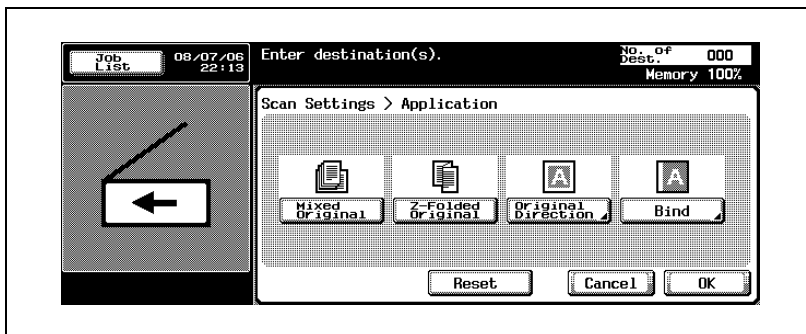 Job List
08/07/06
22:13
Enter destination(s).
No. of Dest. 000
Memory 100%
Scan Settings > Application
A A
Mixed Original Z-Folded Original Original Direction Bind
Reset Cancel OK